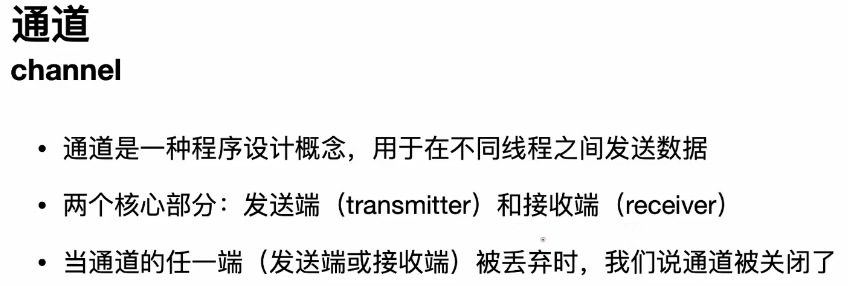 通道
channel
• 通道是一种程序设计概念，用于在不同线程之间发送数据
• 两个核心部分：发送端（transmitter）和接收端（receiver）
• 当通道的任一端（发送端或接收端）被丢弃时，我们说通道被关闭了